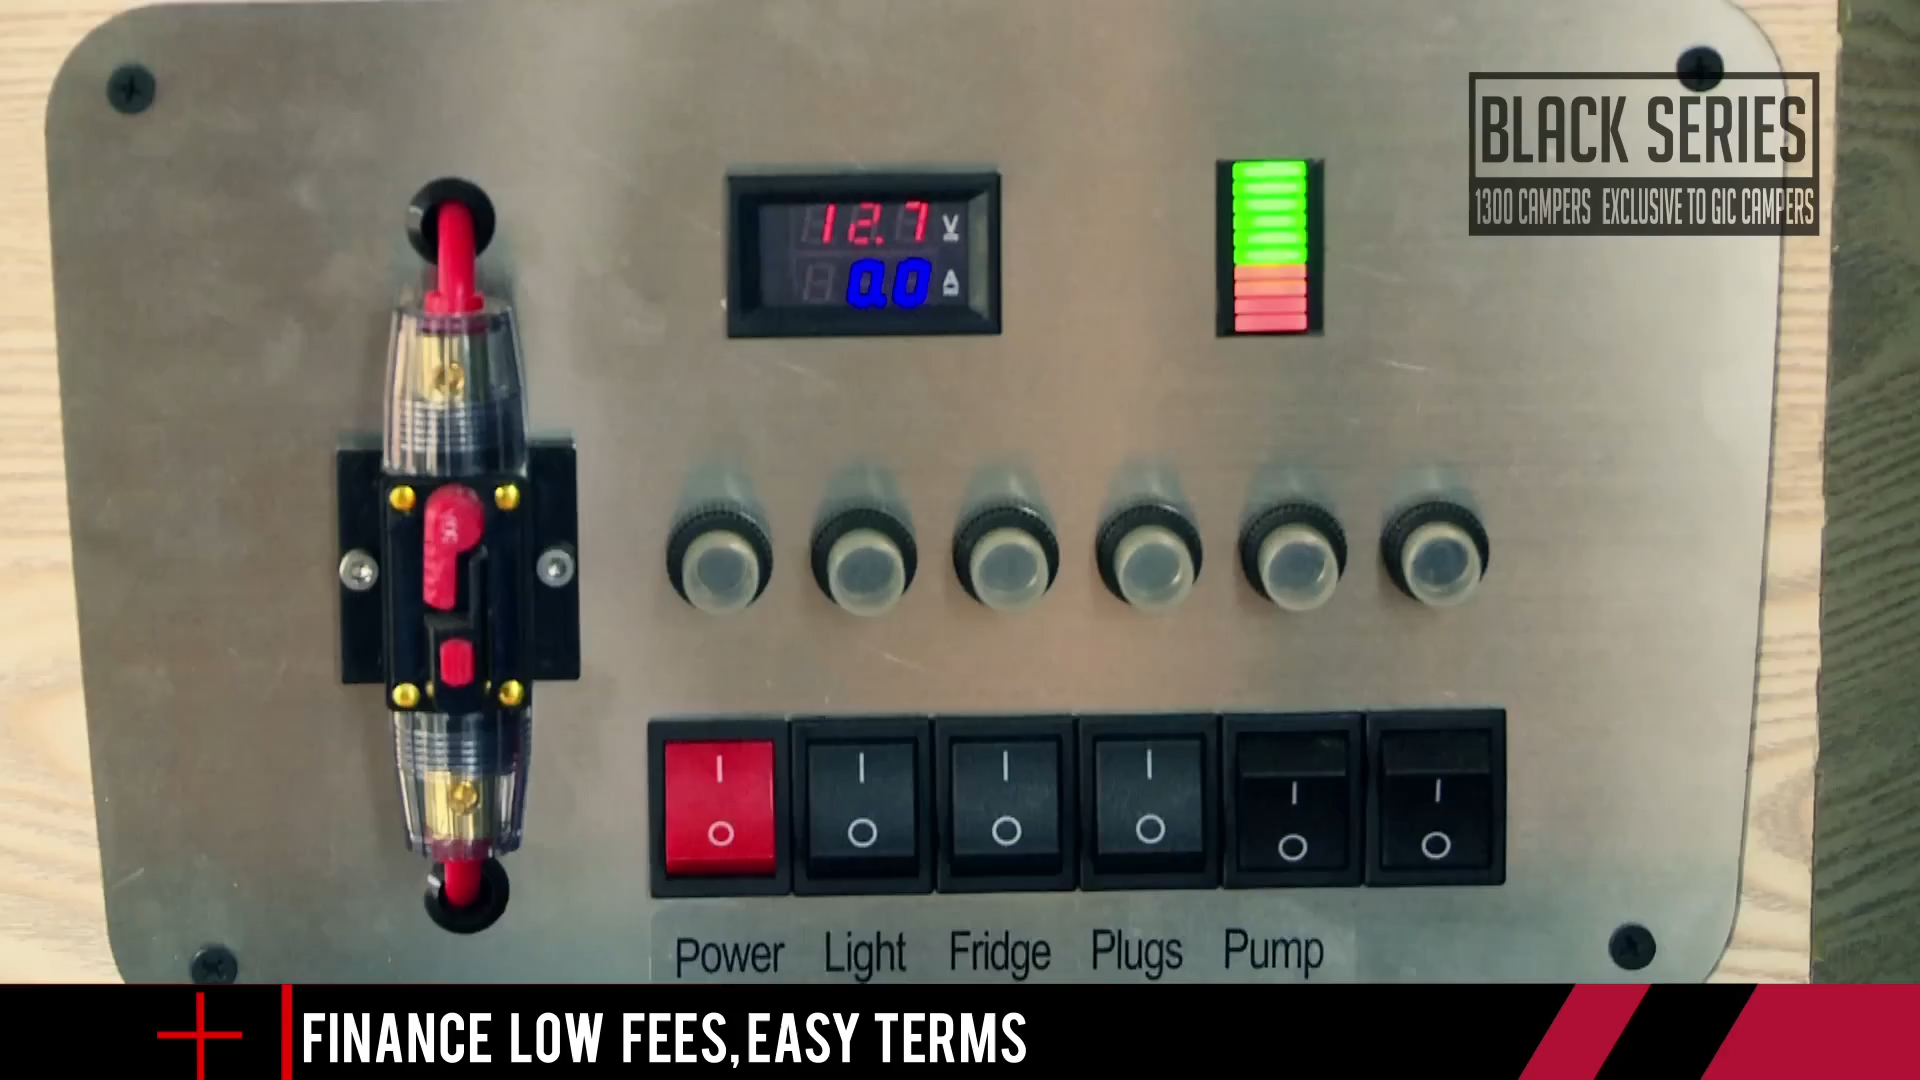 BLACK SERIES
1300 CAMPERS EXCLUSIVE TO GIC CAMPERS
12.7 V
0.0 A
Power Light Fridge Plugs Pump
FINANCE LOW FEES, EASY TERMS